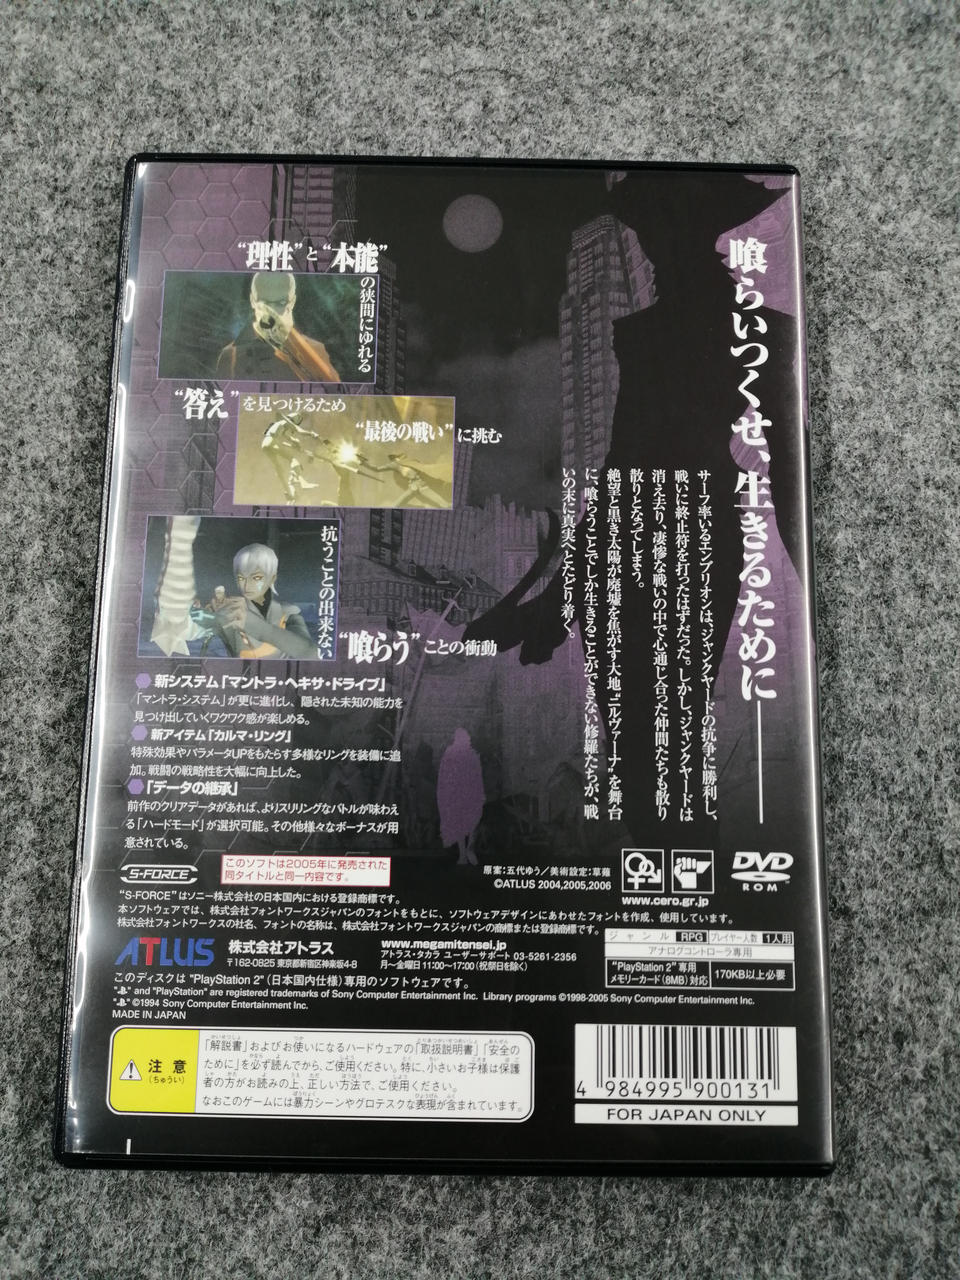 喰らいつくせ、生きるために――
サーフ率いるエンブリオンは、ジャンクヤードの抗争に勝利し、
戦いに終止符を打ったはずだった。しかし、ジャンクヤードは
消え去り、凄惨な戦いの中で心通じ合った仲間たちも散り
散りとなってしまう。
絶望と黒き太陽が廃墟を焦がす大地“ニルヴァーナ”を舞台
に、喰らうことでしか生きることができない修羅たちが、戦
いの末に真実へとたどり着く。
“理性”と“本能”
の狭間にゆれる
“答え”を見つけるため
“最後の戦い”に挑む
抗うことの出来ない
“喰らう”ことの衝動
新システム「マントラ・ヘキサ・ドライブ」
「マントラ・システム」が更に進化し、隠された未知の能力を
見つけ出していくワクワク感が楽しめる。
新アイテム「カルマ・リング」
特殊効果やパラメータUPをもたらす多様なリングを装備に追
加。戦闘の戦略性を大幅に向上した。
「データの継承」
前作のクリアデータがあれば、よりスリリングなバトルが味わえ
る「ハードモード」が選択可能。その他様々なボーナスが用
意されている。
S-FORCE
このソフトは2005年に発売された
同タイトルと同一内容です。
原案:五代ゆう/美術設定:草薙
©ATLUS 2004,2005,2006
www.cero.gr.jp
DVD
ROM
“S-FORCE”はソニー株式会社の日本国内における登録商標です。
本ソフトウェアでは、株式会社フォントワークスジャパンのフォントをもとに、ソフトウェアデザインにあわせたフォントを作成、使用しています。
株式会社フォントワークスの社名、フォントの名称は、株式会社フォントワークスジャパンの商標または登録商標です。
ATLUS
株式会社アトラス
〒162-0825 東京都新宿区神楽坂4-8
www.megamitensei.jp
アトラス・タカラ ユーザーサポート 03-5261-2356
月〜金曜日 11:00〜17:00(祝祭日を除く)
ジャンル RPG プレイヤー人数 1人用
アナログコントローラ専用
"PlayStation 2"専用
メモリーカード(8MB)対応
170KB以上必要
このディスクは "PlayStation 2"(日本国内仕様)専用のソフトウェアです。
" " and "PlayStation" are registered trademarks of Sony Computer Entertainment Inc. Library programs ©1998-2005 Sony Computer Entertainment Inc.
" " ©1994 Sony Computer Entertainment Inc.
MADE IN JAPAN
注意
(ちゅうい)
「解説書」およびお使いになるハードウェアの「取扱説明書」「安全の
ために」を必ず読んでから、ご使用ください。特に、小さいお子様は保護
者の方がお読みの上、正しい方法で、ご使用ください。
なおこのゲームには暴力シーンやグロテスクな表現が含まれています。
4 984995 900131
FOR JAPAN ONLY